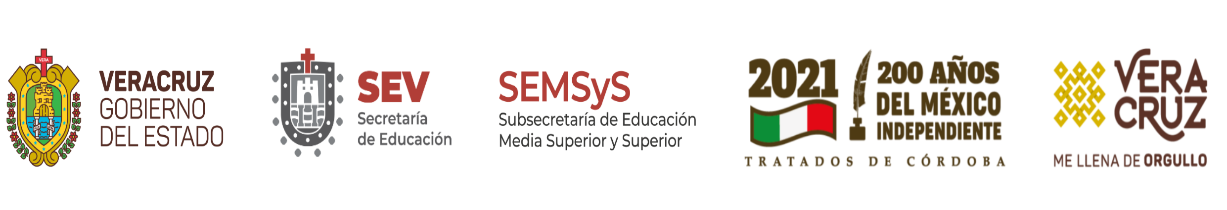 VERA
VERACRUZ
GOBIERNO
DEL ESTADO
SEV
Secretaría
de Educación
SEMSyS
Subsecretaría de Educación
Media Superior y Superior
2021
200 AÑOS
DEL MÉXICO
INDEPENDIENTE
TRATADOS DE CÓRDOBA
VERA
CRUZ
ME LLENA DE ORGULLO